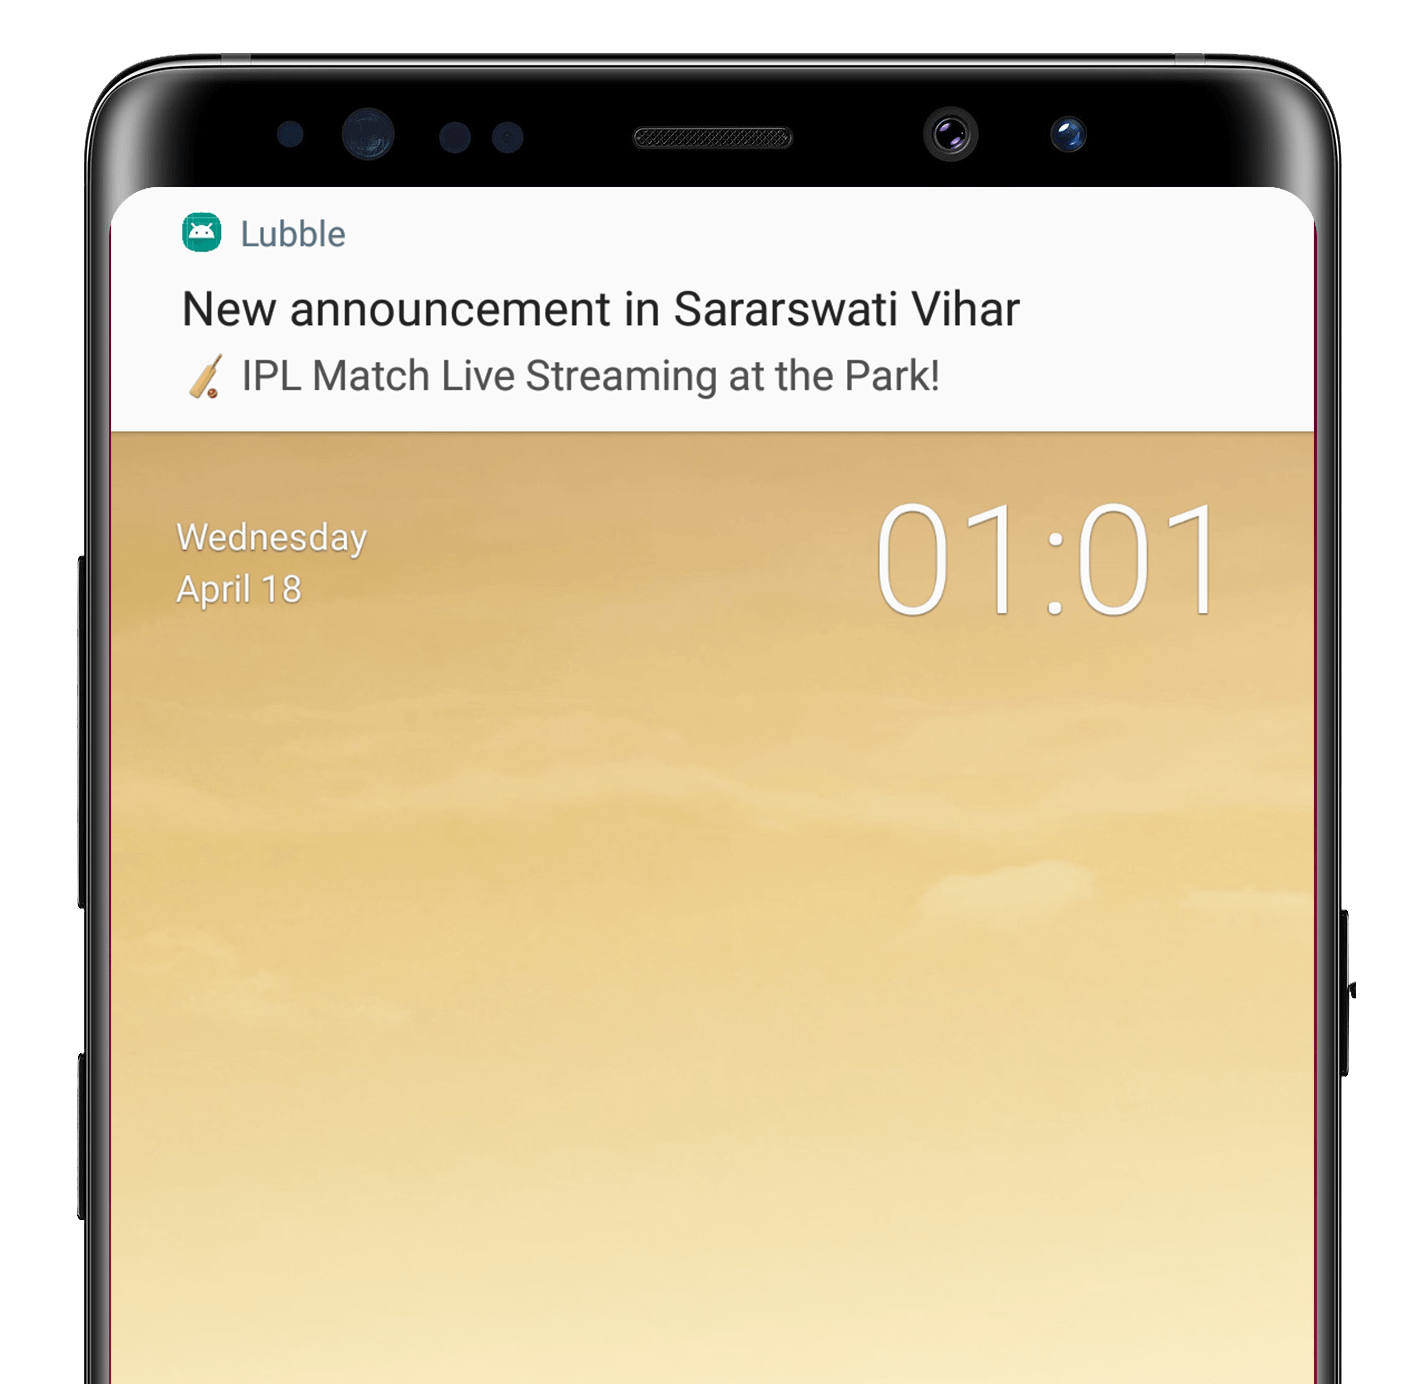 Lubble
New announcement in Sararswati Vihar
🏏 IPL Match Live Streaming at the Park!
Wednesday
April 18
01:01